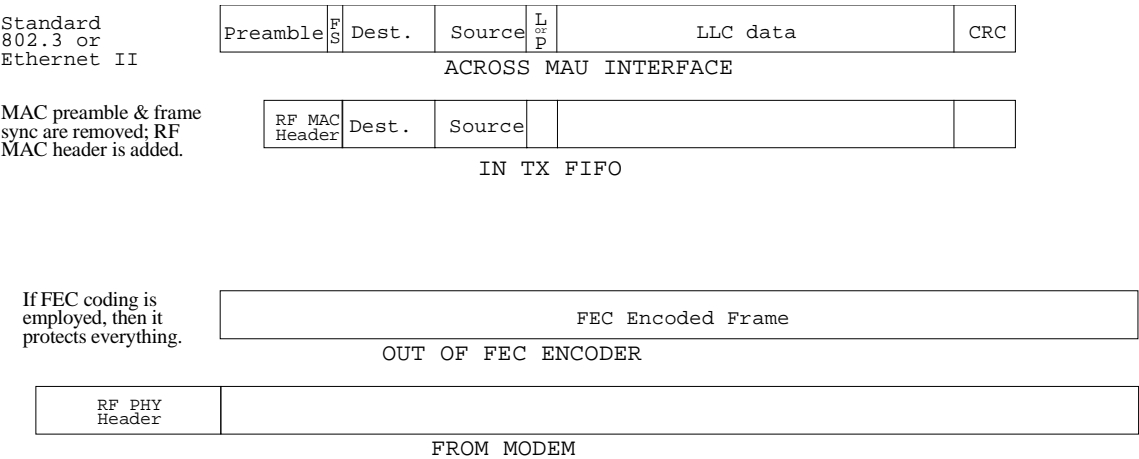 Standard
802.3 or
Ethernet II
Preamble
F
S
Dest.
Source
L
or
P
LLC data
CRC
ACROSS MAU INTERFACE
MAC preamble & frame
sync are removed; RF
MAC header is added.
RF MAC
Header
Dest.
Source
IN TX FIFO
If FEC coding is
employed, then it
protects everything.
FEC Encoded Frame
OUT OF FEC ENCODER
RF PHY
Header
FROM MODEM